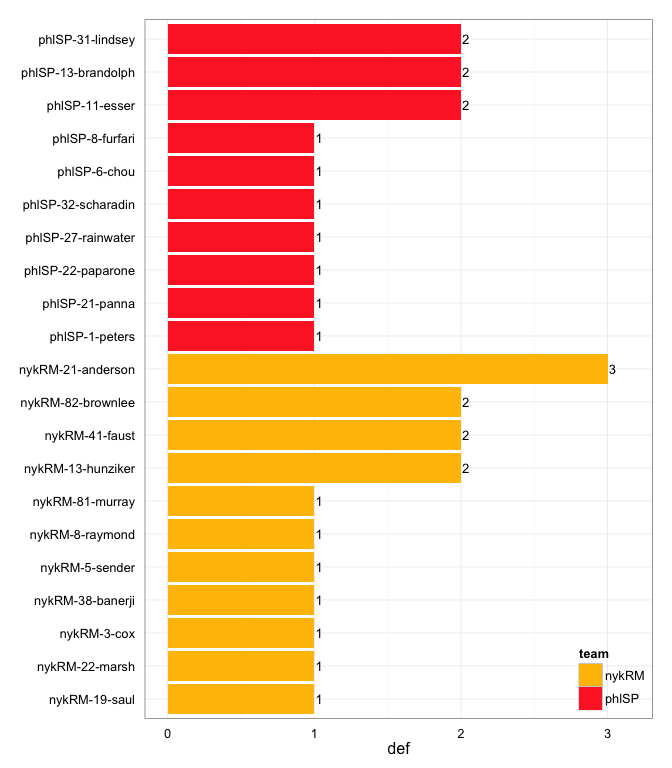 phlSP-31-lindsey 2
phlSP-13-brandolph 2
phlSP-11-esser 2
phlSP-8-furfari 1
phlSP-6-chou 1
phlSP-32-scharadin 1
phlSP-27-rainwater 1
phlSP-22-paparone 1
phlSP-21-panna 1
phlSP-1-peters 1
nykRM-21-anderson 3
nykRM-82-brownlee 2
nykRM-41-faust 2
nykRM-13-hunziker 2
nykRM-81-murray 1
nykRM-8-raymond 1
nykRM-5-sender 1
nykRM-38-banerji 1
nykRM-3-cox 1
nykRM-22-marsh 1
nykRM-19-saul 1
team
nykRM
phlSP
0 1 2 3
def